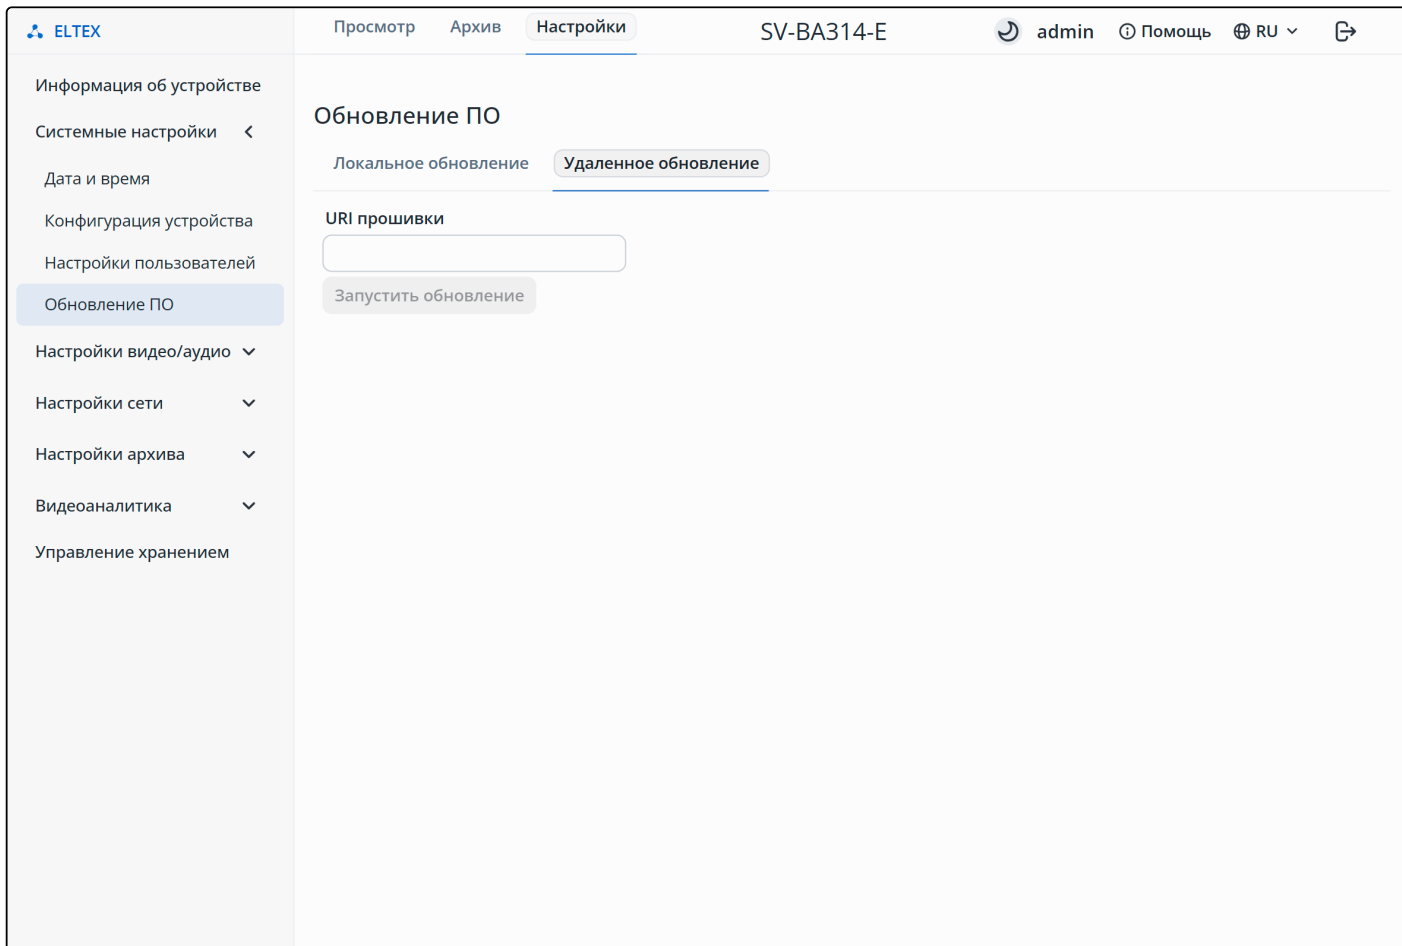 ELTEX
Просмотр
Архив
Настройки
SV-BA314-E
admin
Помощь
RU
Информация об устройстве
Системные настройки
Дата и время
Конфигурация устройства
Настройки пользователей
Обновление ПО
Настройки видео/аудио
Настройки сети
Настройки архива
Видеоаналитика
Управление хранением
Обновление ПО
Локальное обновление
Удаленное обновление
URI прошивки
Запустить обновление